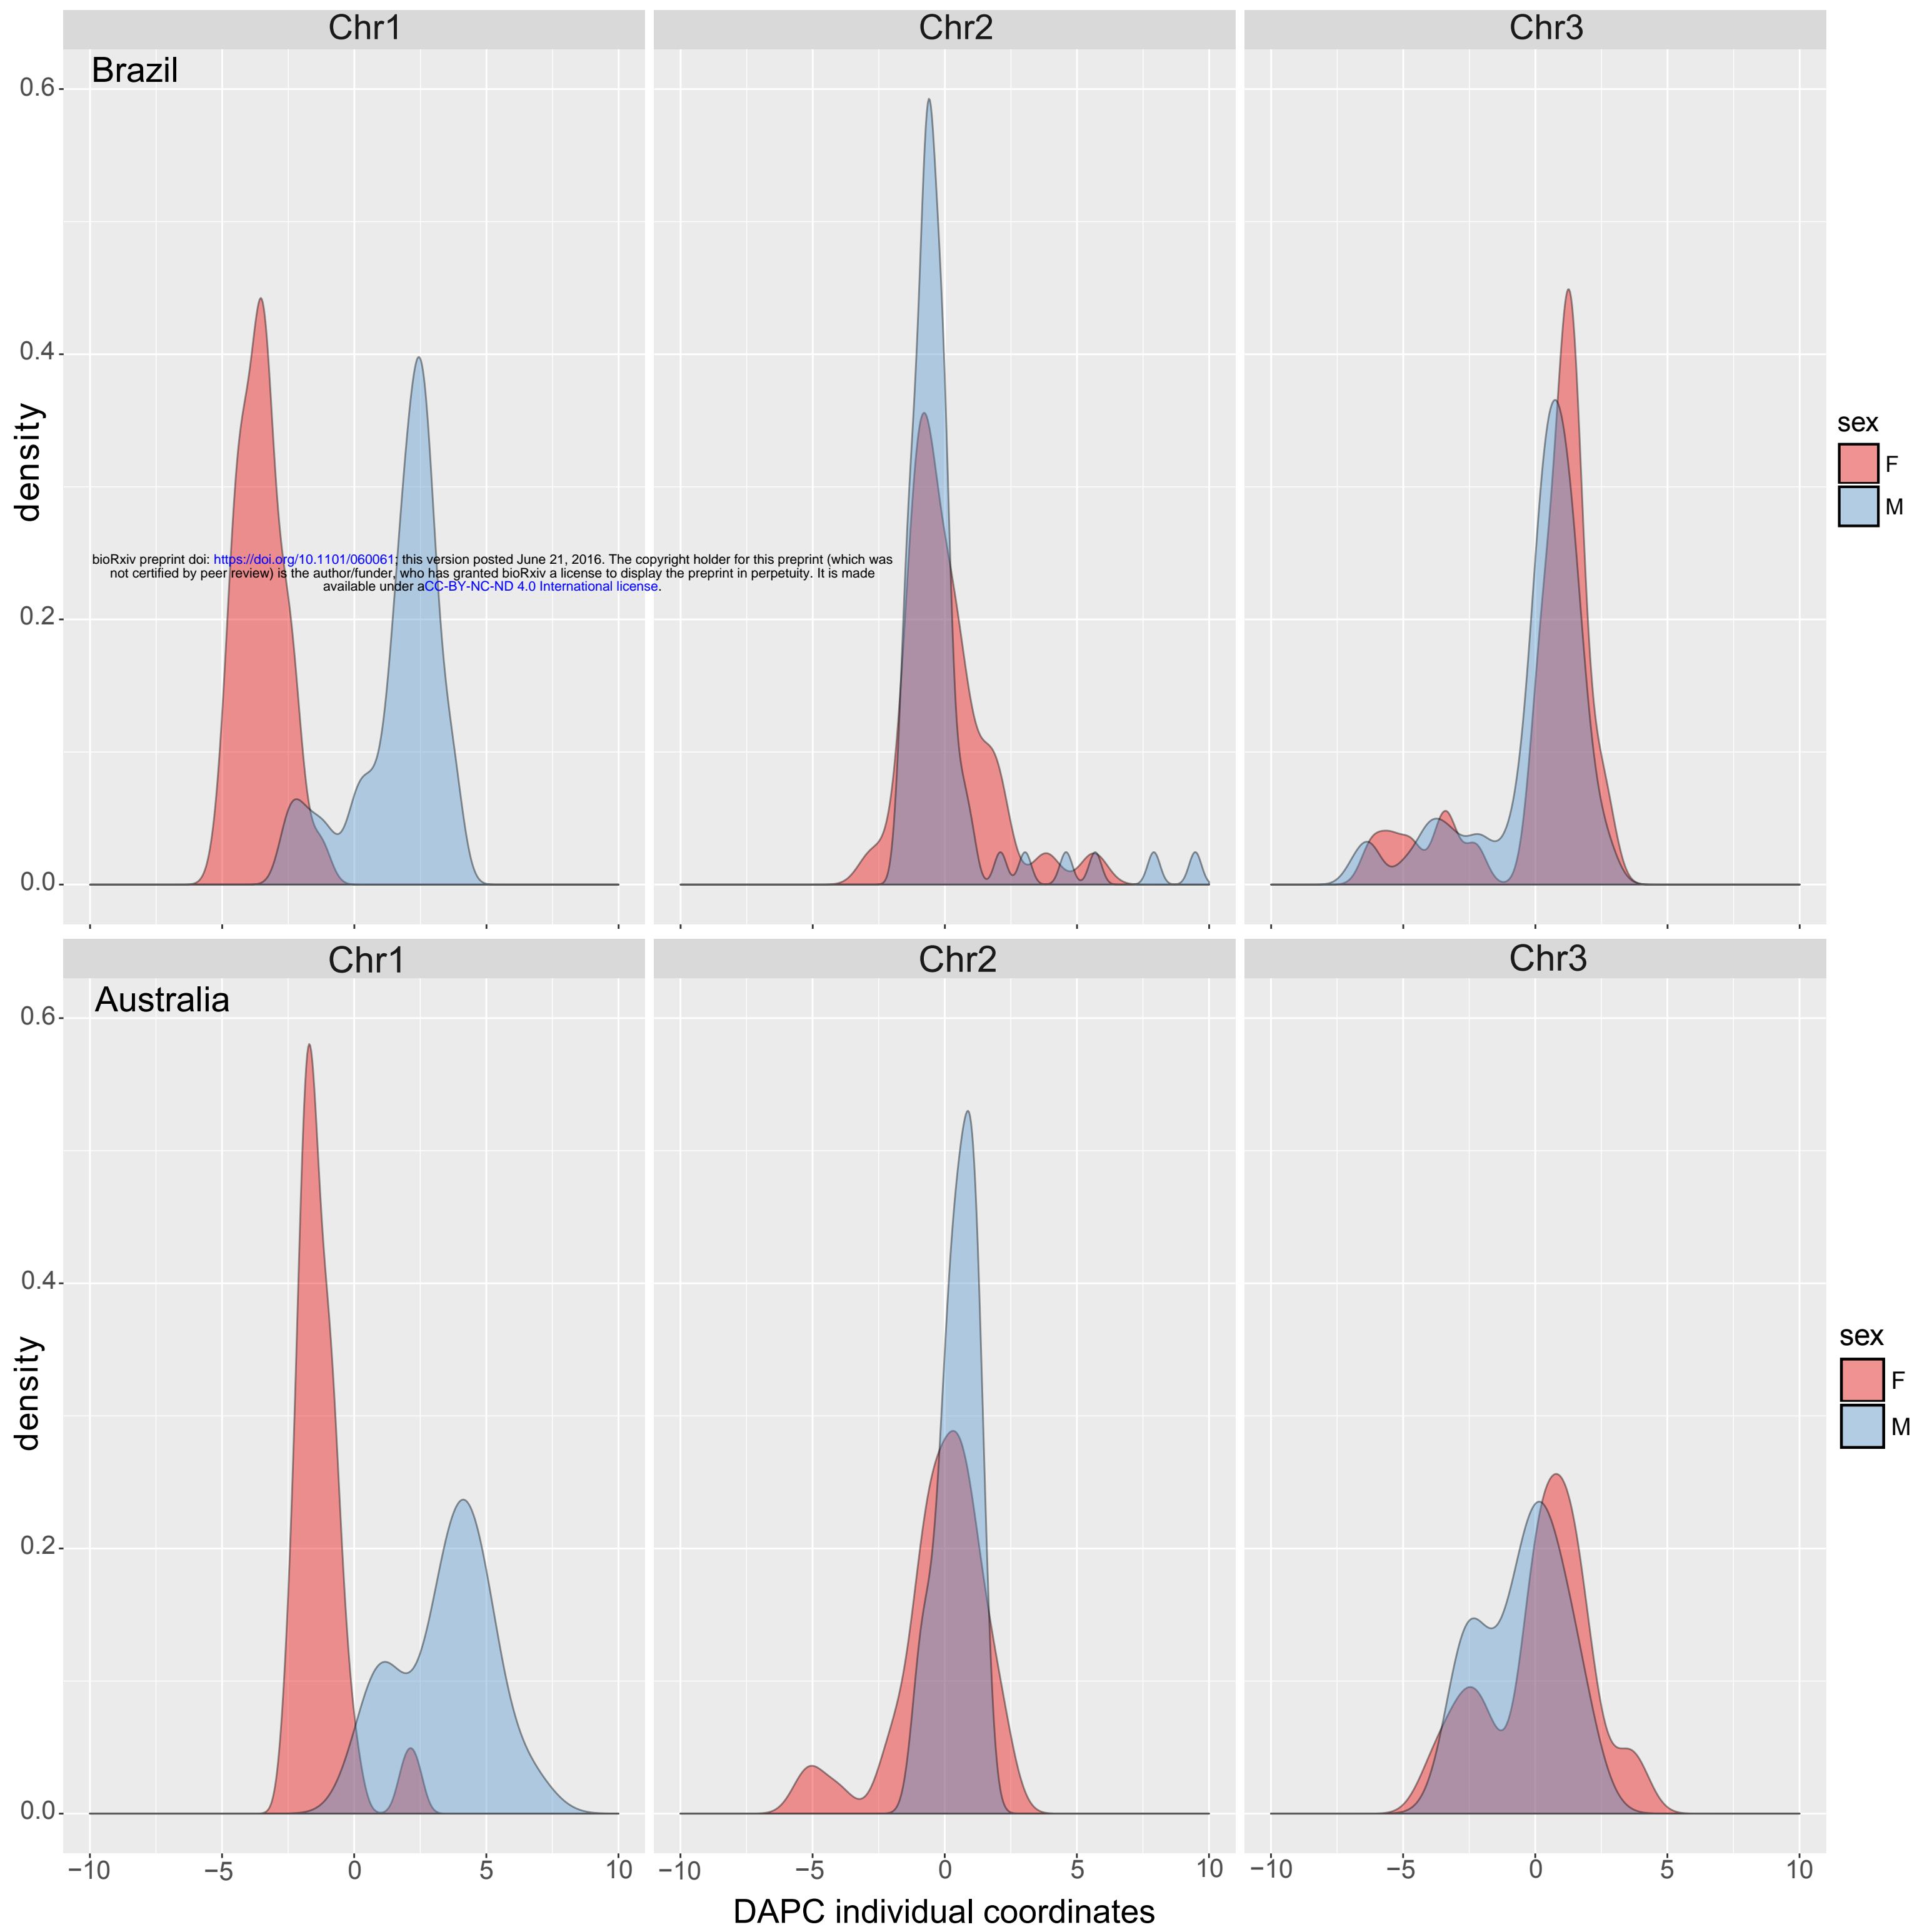 Chr1 Chr2 Chr3
Brazil
0.6
0.4
0.2
0.0
density
sex
F
M
bioRxiv preprint doi: https://doi.org/10.1101/060061; this version posted June 21, 2016. The copyright holder for this preprint (which was
not certified by peer review) is the author/funder, who has granted bioRxiv a license to display the preprint in perpetuity. It is made
available under aCC-BY-NC-ND 4.0 International license.
Chr1 Chr2 Chr3
Australia
0.6
0.4
0.2
0.0
density
sex
F
M
−10 −5 0 5 10 −10 −5 0 5 10 −10 −5 0 5 10
DAPC individual coordinates